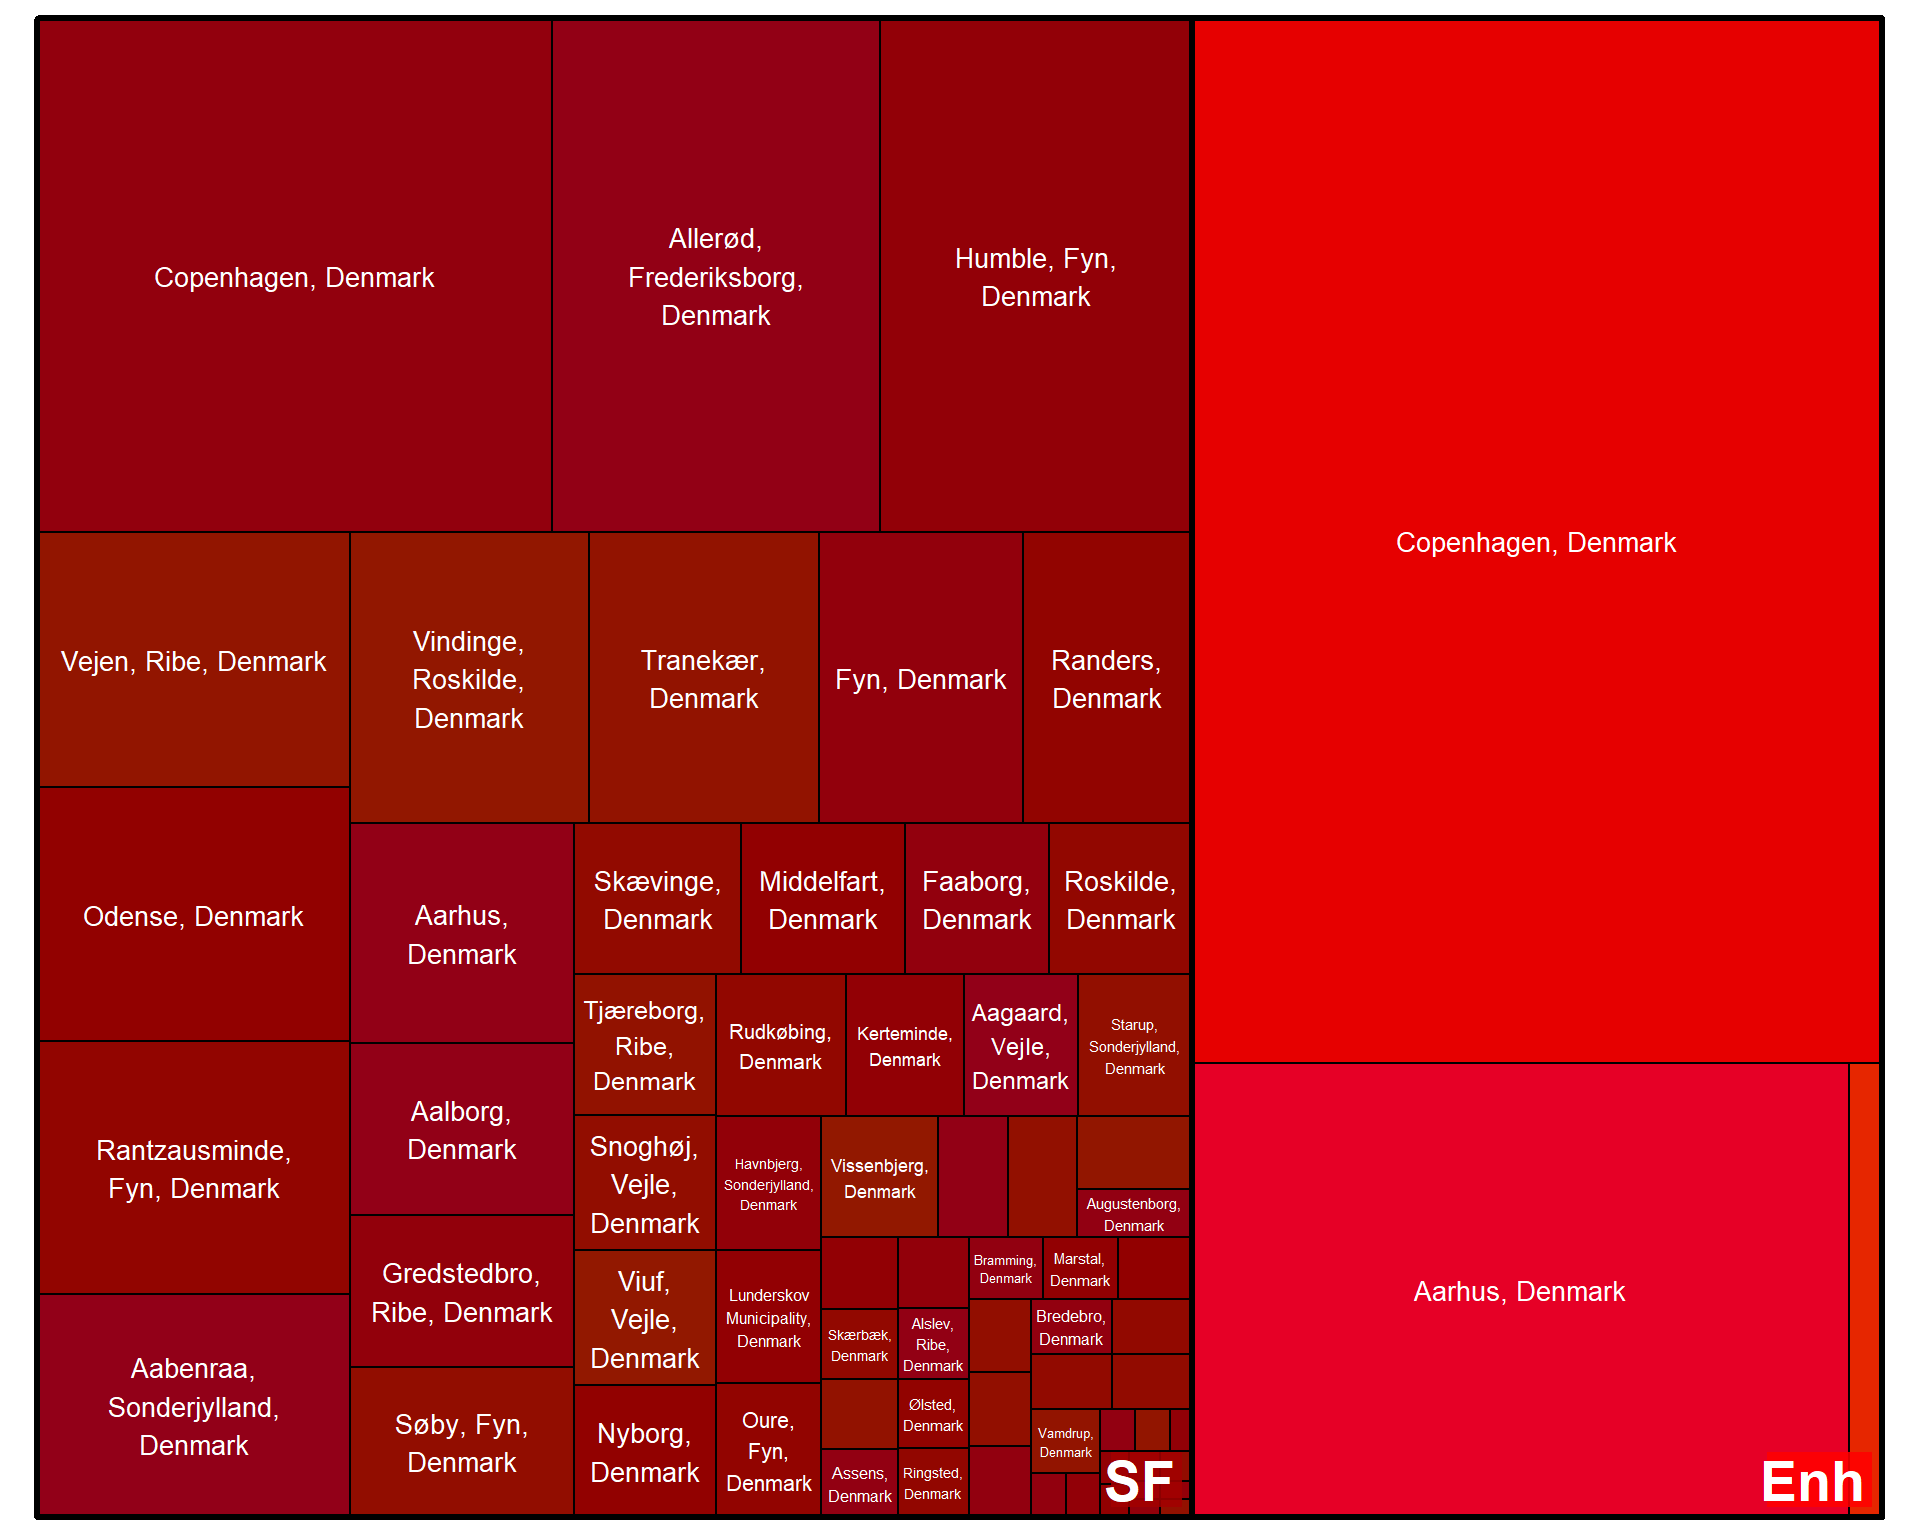 Copenhagen, Denmark
Allerød,
Frederiksborg,
Denmark
Humble, Fyn,
Denmark
Copenhagen, Denmark
Vejen, Ribe, Denmark
Vindinge,
Roskilde,
Denmark
Tranekær,
Denmark
Fyn, Denmark
Randers,
Denmark
Odense, Denmark
Aarhus,
Denmark
Skævinge,
Denmark
Middelfart,
Denmark
Faaborg,
Denmark
Roskilde,
Denmark
Tjæreborg,
Ribe,
Denmark
Rudkøbing,
Denmark
Kerteminde,
Denmark
Aagaard,
Vejle,
Denmark
Starup,
Sonderjylland,
Denmark
Rantzausminde,
Fyn, Denmark
Aalborg,
Denmark
Snoghøj,
Vejle,
Denmark
Havnbjerg,
Sonderjylland,
Denmark
Vissenbjerg,
Denmark
Augustenborg,
Denmark
Gredstedbro,
Ribe, Denmark
Viuf,
Vejle,
Denmark
Lunderskov
Municipality,
Denmark
Bramming,
Denmark
Marstal,
Denmark
Skærbæk,
Denmark
Alslev,
Ribe,
Denmark
Bredebro,
Denmark
Aarhus, Denmark
Aabenraa,
Sonderjylland,
Denmark
Søby, Fyn,
Denmark
Nyborg,
Denmark
Oure,
Fyn,
Denmark
Ølsted,
Denmark
Vamdrup,
Denmark
Assens,
Denmark
Ringsted,
Denmark
SF
Enh